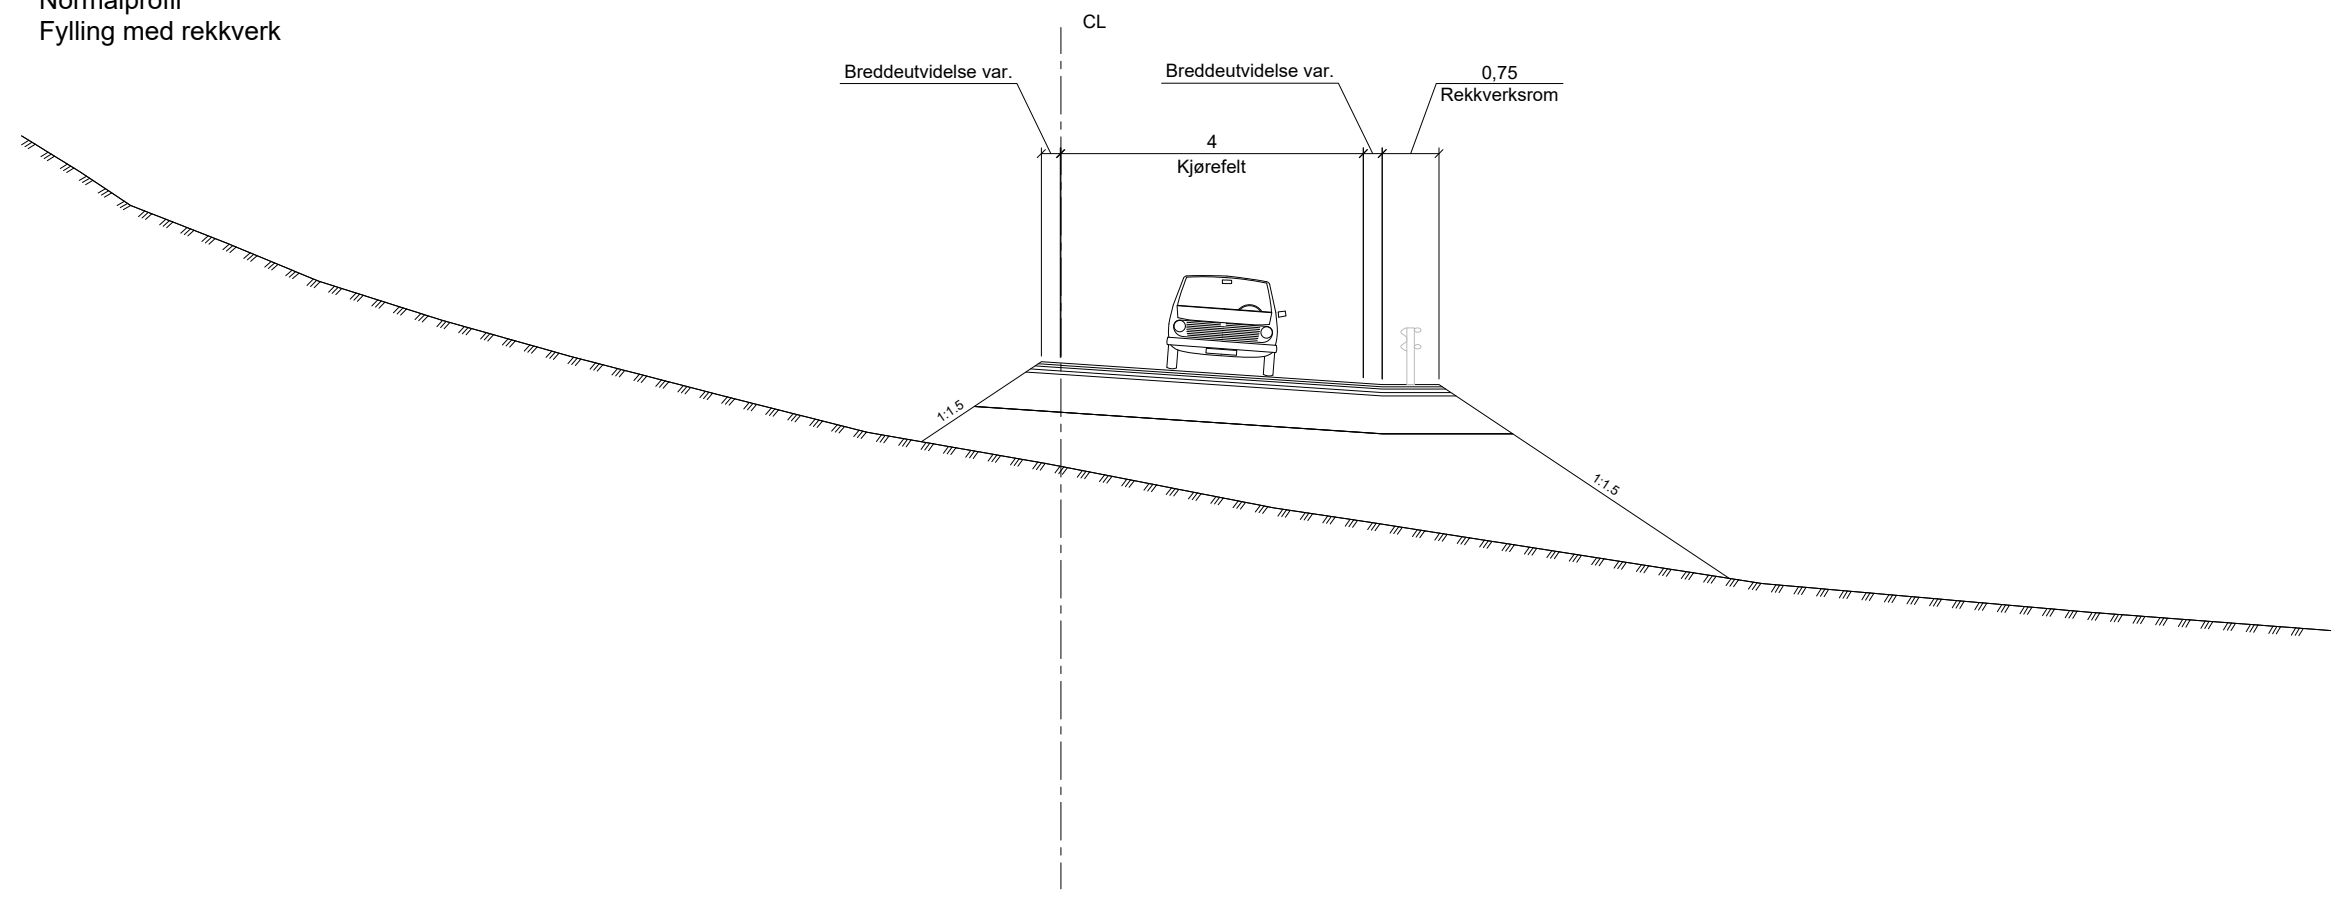 Normalprofil
Fylling med rekkverk
CL
Breddeutvidelse var.
Breddeutvidelse var.
0,75
Rekkverksrom
4
Kjørefelt
1:1.5
1:1.5